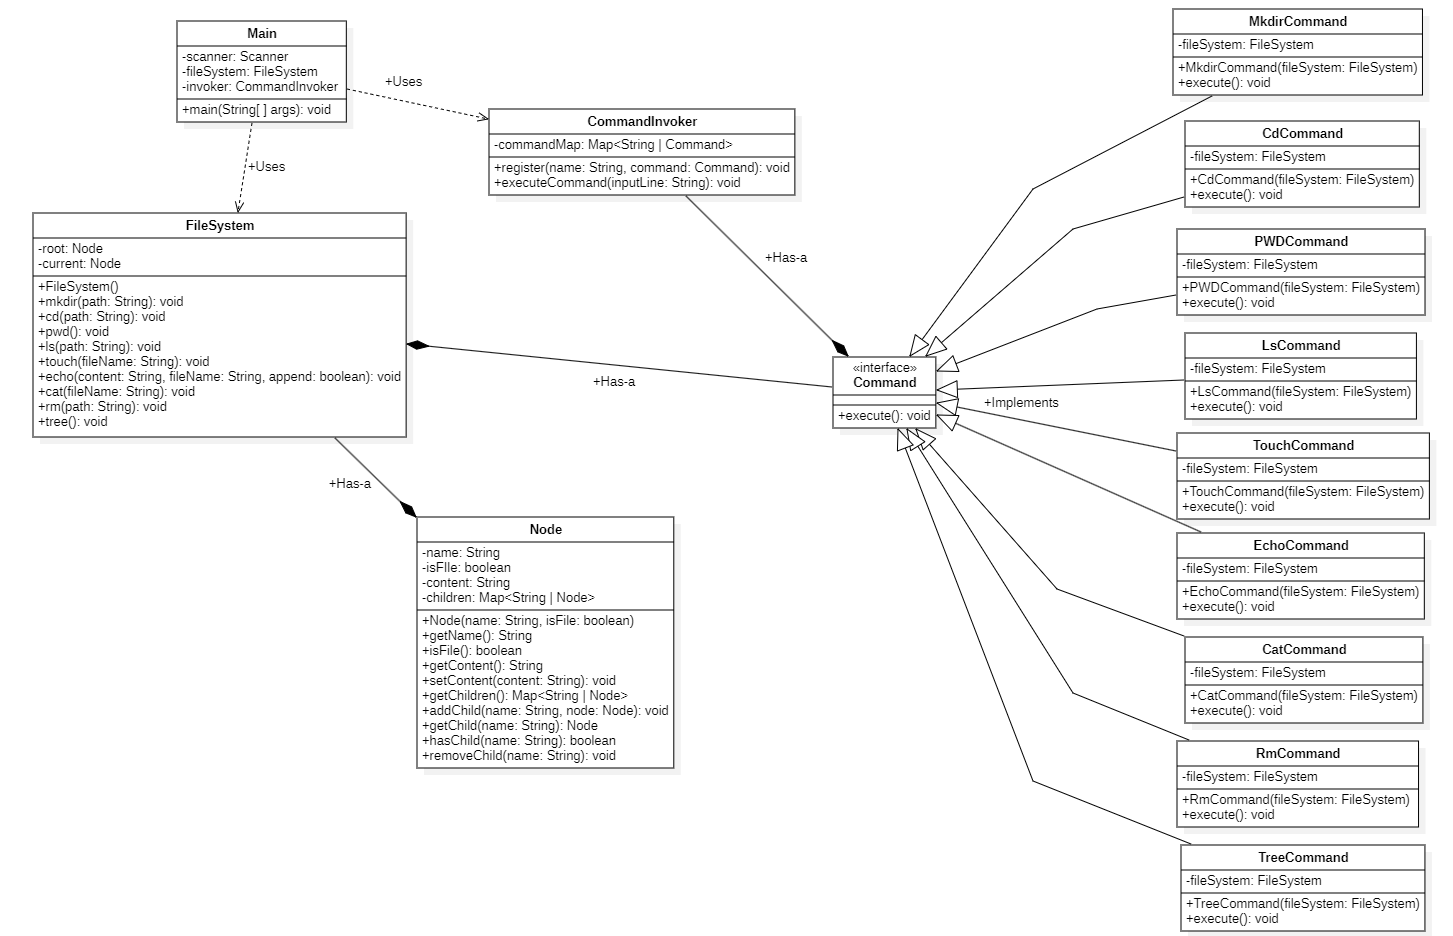 Main
-scanner: Scanner
-fileSystem: FileSystem
-invoker: CommandInvoker
+main(String[ ] args): void
+Uses
+Uses
CommandInvoker
-commandMap: Map<String | Command>
+register(name: String, command: Command): void
+executeCommand(inputLine: String): void
+Has-a
FileSystem
-root: Node
-current: Node
+FileSystem()
+mkdir(path: String): void
+cd(path: String): void
+pwd(): void
+ls(path: String): void
+touch(fileName: String): void
+echo(content: String, fileName: String, append: boolean): void
+cat(fileName: String): void
+rm(path: String): void
+tree(): void
+Has-a
+Has-a
Node
-name: String
-isFIle: boolean
-content: String
-children: Map<String | Node>
+Node(name: String, isFile: boolean)
+getName(): String
+isFile(): boolean
+getContent(): String
+setContent(content: String): void
+getChildren(): Map<String | Node>
+addChild(name: String, node: Node): void
+getChild(name: String): Node
+hasChild(name: String): boolean
+removeChild(name: String): void
«interface»
Command
+execute(): void
+Implements
MkdirCommand
-fileSystem: FileSystem
+MkdirCommand(fileSystem: FileSystem)
+execute(): void
CdCommand
-fileSystem: FileSystem
+CdCommand(fileSystem: FileSystem)
+execute(): void
PWDCommand
-fileSystem: FileSystem
+PWDCommand(fileSystem: FileSystem)
+execute(): void
LsCommand
-fileSystem: FileSystem
+LsCommand(fileSystem: FileSystem)
+execute(): void
TouchCommand
-fileSystem: FileSystem
+TouchCommand(fileSystem: FileSystem)
+execute(): void
EchoCommand
-fileSystem: FileSystem
+EchoCommand(fileSystem: FileSystem)
+execute(): void
CatCommand
-fileSystem: FileSystem
+CatCommand(fileSystem: FileSystem)
+execute(): void
RmCommand
-fileSystem: FileSystem
+RmCommand(fileSystem: FileSystem)
+execute(): void
TreeCommand
-fileSystem: FileSystem
+TreeCommand(fileSystem: FileSystem)
+execute(): void